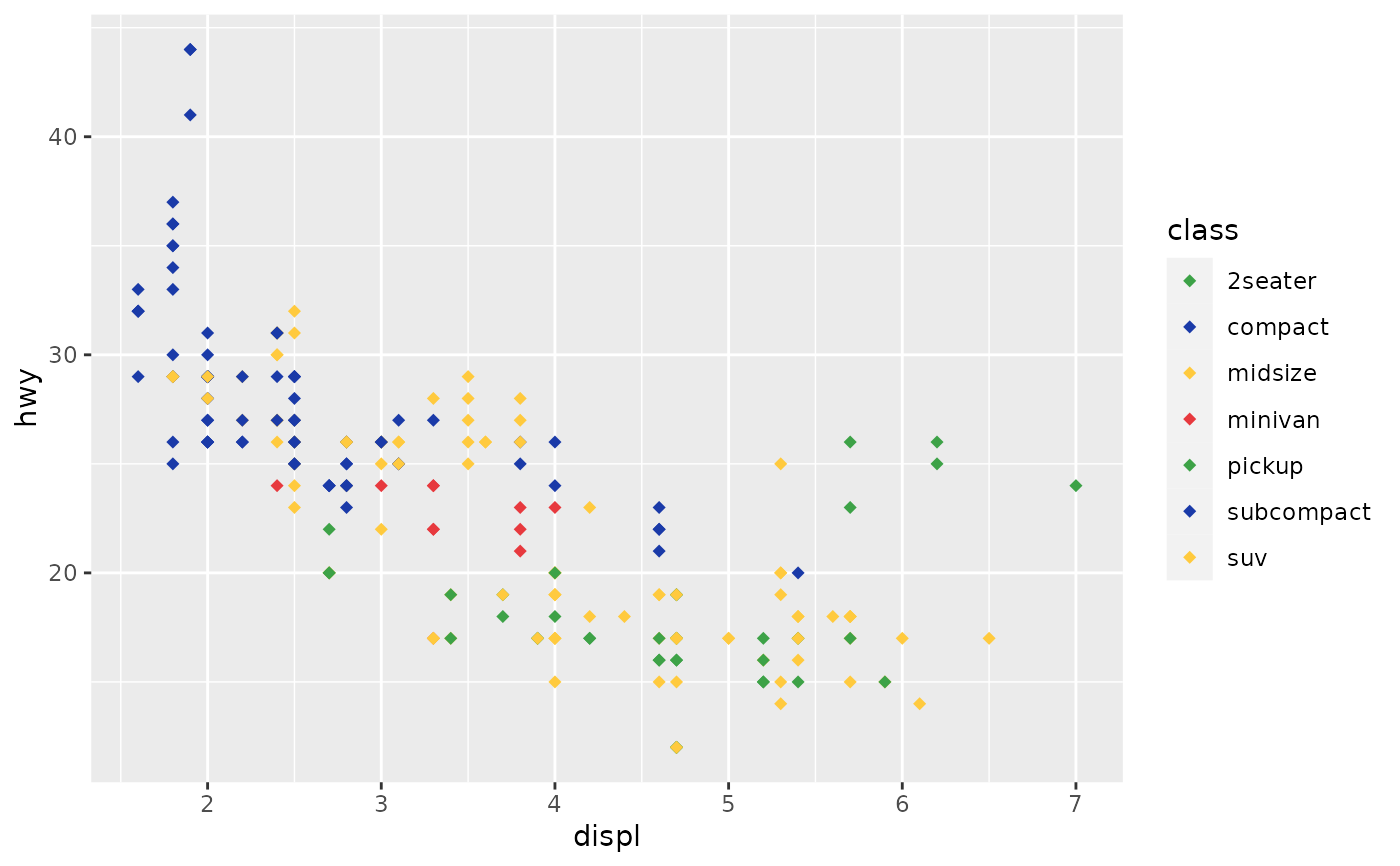 40
30
20
hwy
2 3 4 5 6 7
displ
class
2seater
compact
midsize
minivan
pickup
subcompact
suv